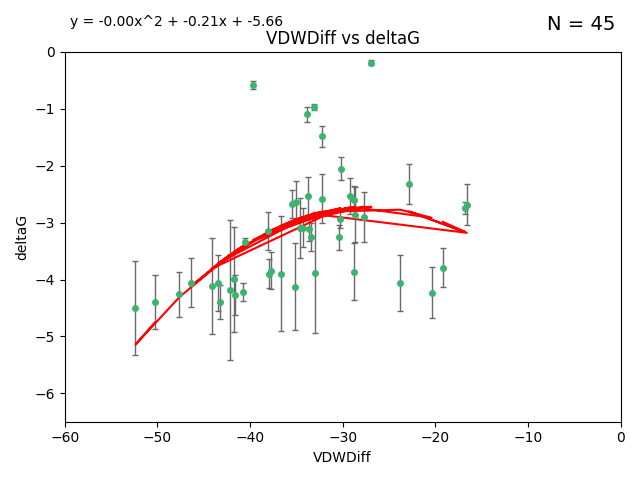 y = -0.00x^2 + -0.21x + -5.66
N = 45
VDWDiff vs deltaG
0
−1
−2
−3
−4
−5
−6
deltaG
−60 −50 −40 −30 −20 −10 0
VDWDiff